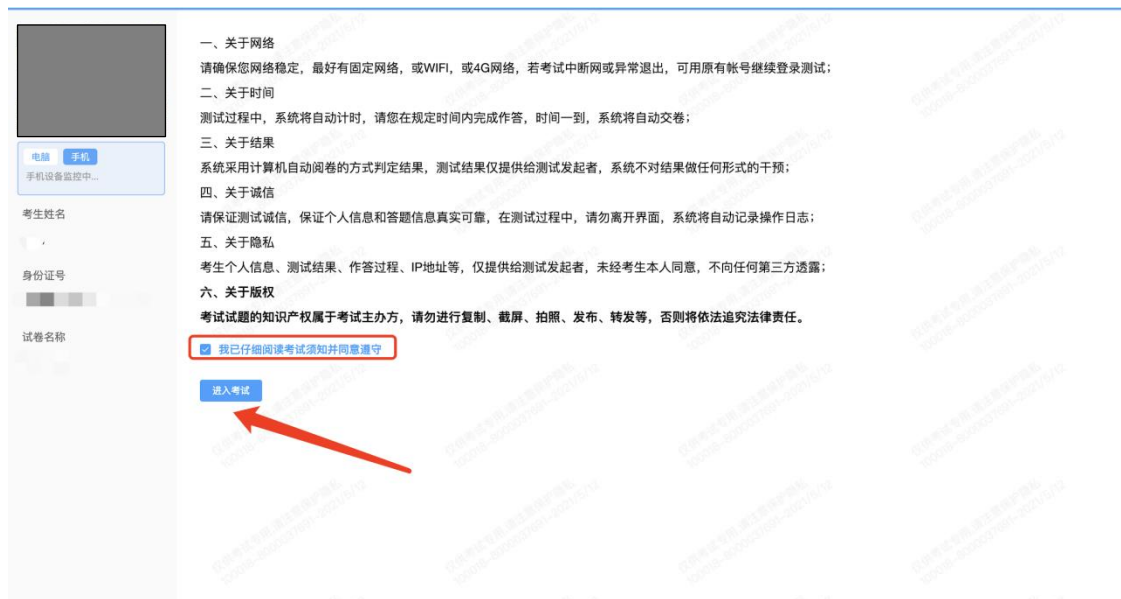 一、关于网络
请确保您网络稳定，最好有固定网络，或WIFI，或4G网络，若考试中断网或异常退出，可用原有帐号继续登录测试；
二、关于时间
测试过程中，系统将自动计时，请您在规定时间内完成作答，时间一到，系统将自动交卷；
三、关于结果
系统采用计算机自动阅卷的方式判定结果，测试结果仅提供给测试发起者，系统不对结果做任何形式的干预；
四、关于诚信
请保证测试诚信，保证个人信息和答题信息真实可靠，在测试过程中，请勿离开界面，系统将自动记录操作日志；
五、关于隐私
考生个人信息、测试结果、作答过程、IP地址等，仅提供给测试发起者，未经考生本人同意，不向任何第三方透露；
六、关于版权
考试试题的知识产权属于考试主办方，请勿进行复制、截屏、拍照、发布、转发等，否则将依法追究法律责任。
我已仔细阅读考试须知并同意遵守
进入考试
电脑 手机
手机设备监控中...
考生姓名
身份证号
试卷名称